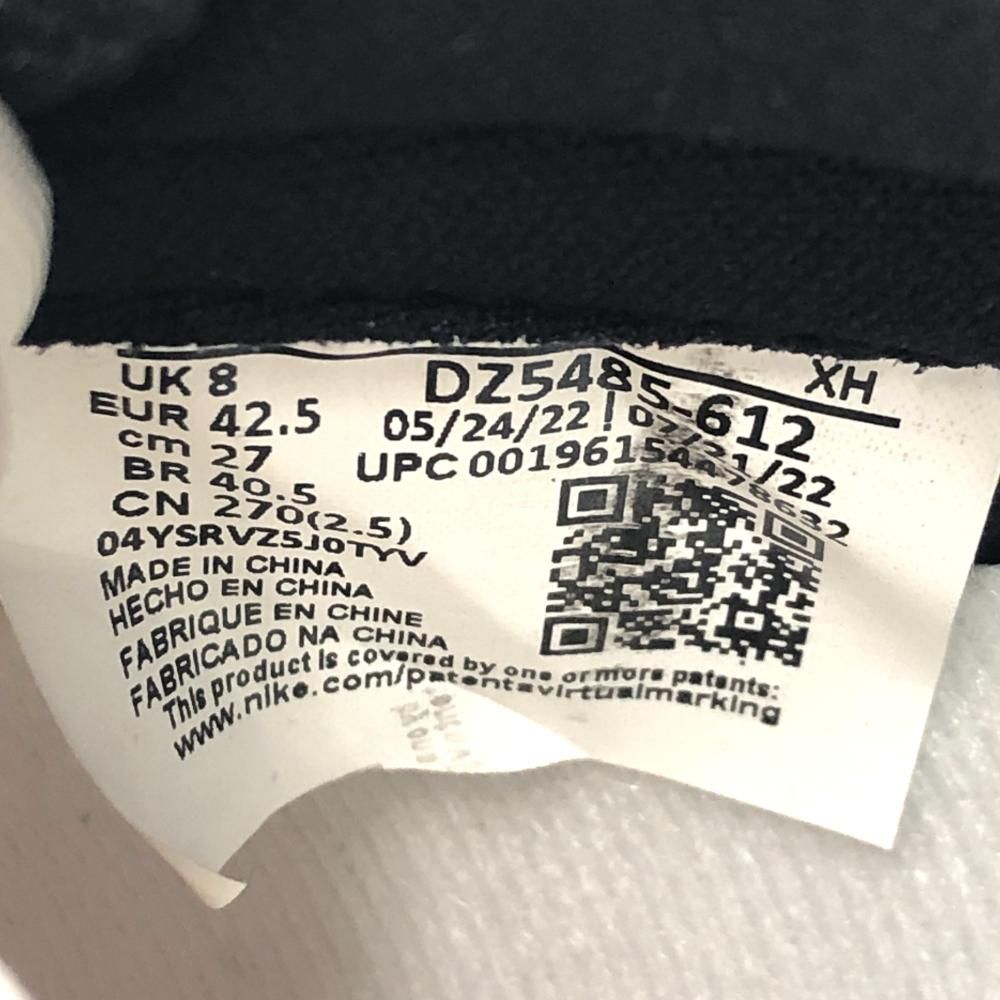 UK 8
EUR 42.5
cm 27
BR 40.5
CN 270(2.5)
04YSRVZ5J0TYV
XH
DZ5485-612
05/24/22
UPC
MADE IN CHINA
HECHO EN CHINA
FABRIQUE EN CHINE
FABRICADO NA CHINA
This product is covered by one or more patents:
www.nike.com/patents-virtualmarking